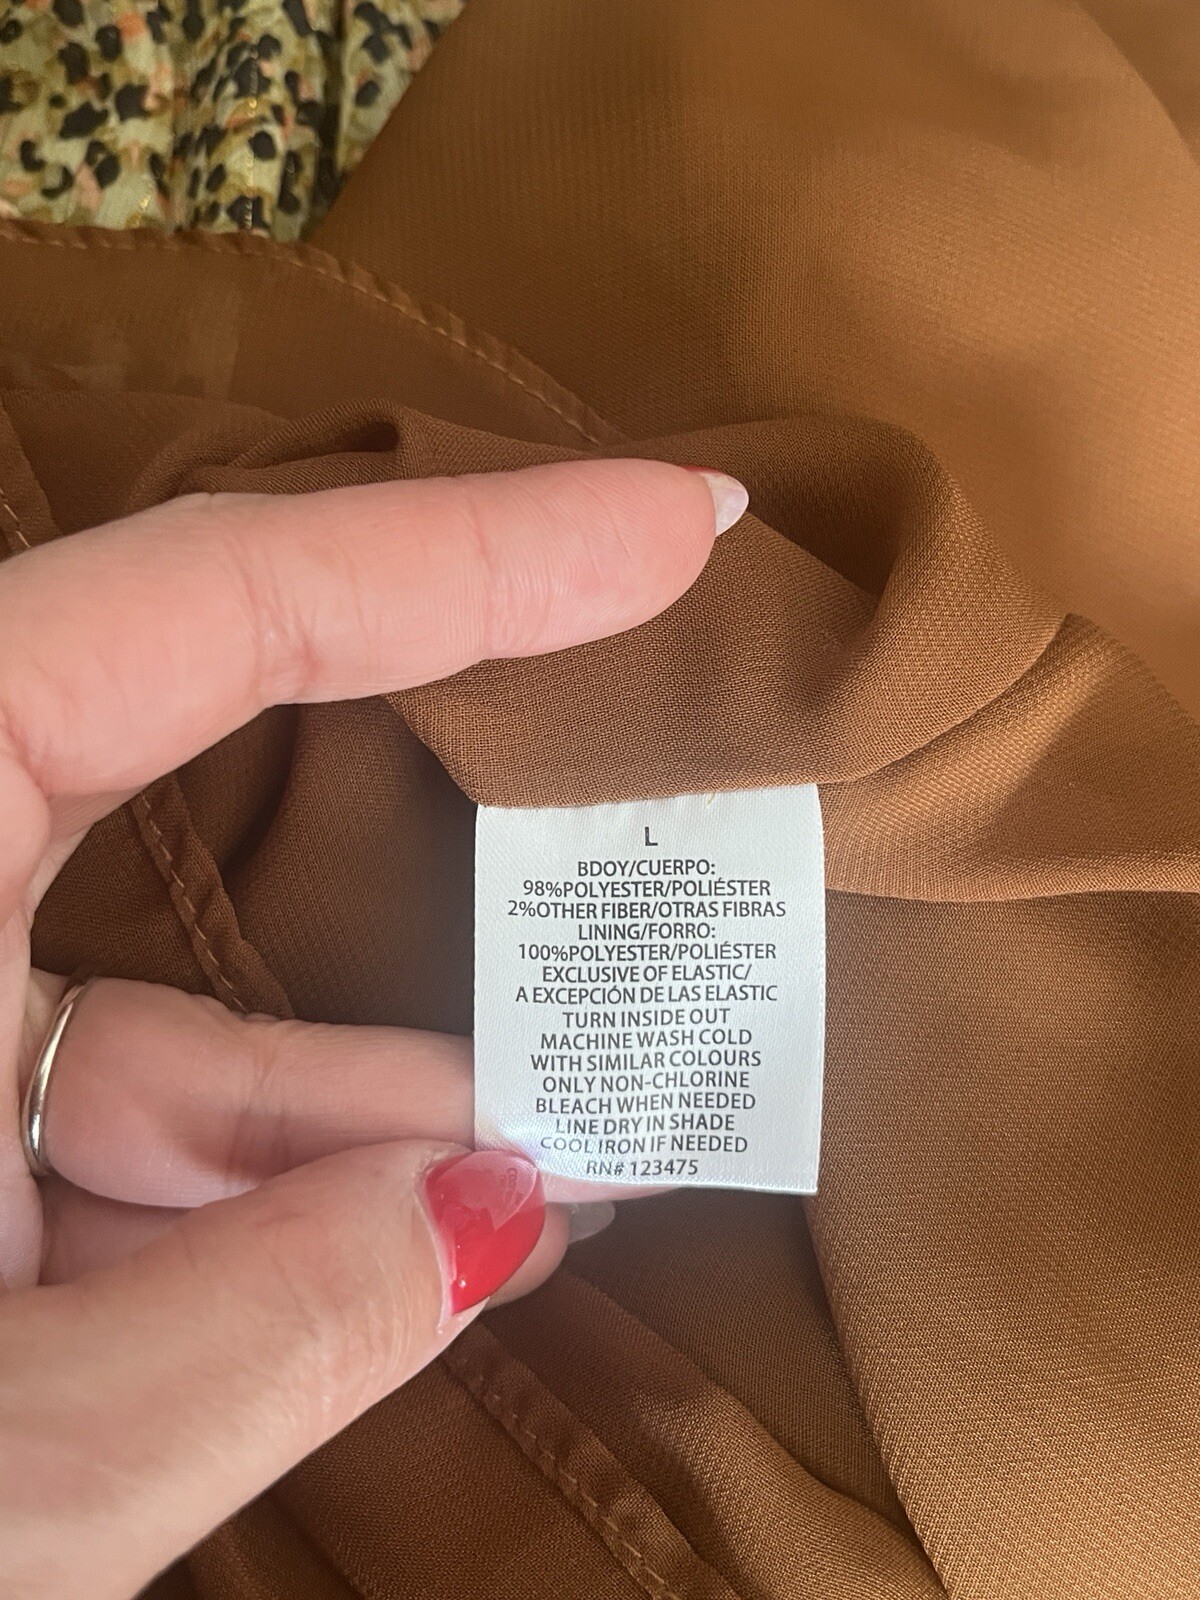 L
BDOY/CUERPO:
98%POLYESTER/POLIÉSTER
2%OTHER FIBER/OTRAS FIBRAS
LINING/FORRO:
100%POLYESTER/POLIÉSTER
EXCLUSIVE OF ELASTIC/
A EXCEPCIÓN DE LAS ELASTIC
TURN INSIDE OUT
MACHINE WASH COLD
WITH SIMILAR COLOURS
ONLY NON-CHLORINE
BLEACH WHEN NEEDED
LINE DRY IN SHADE
COOL IRON IF NEEDED
RN# 123475